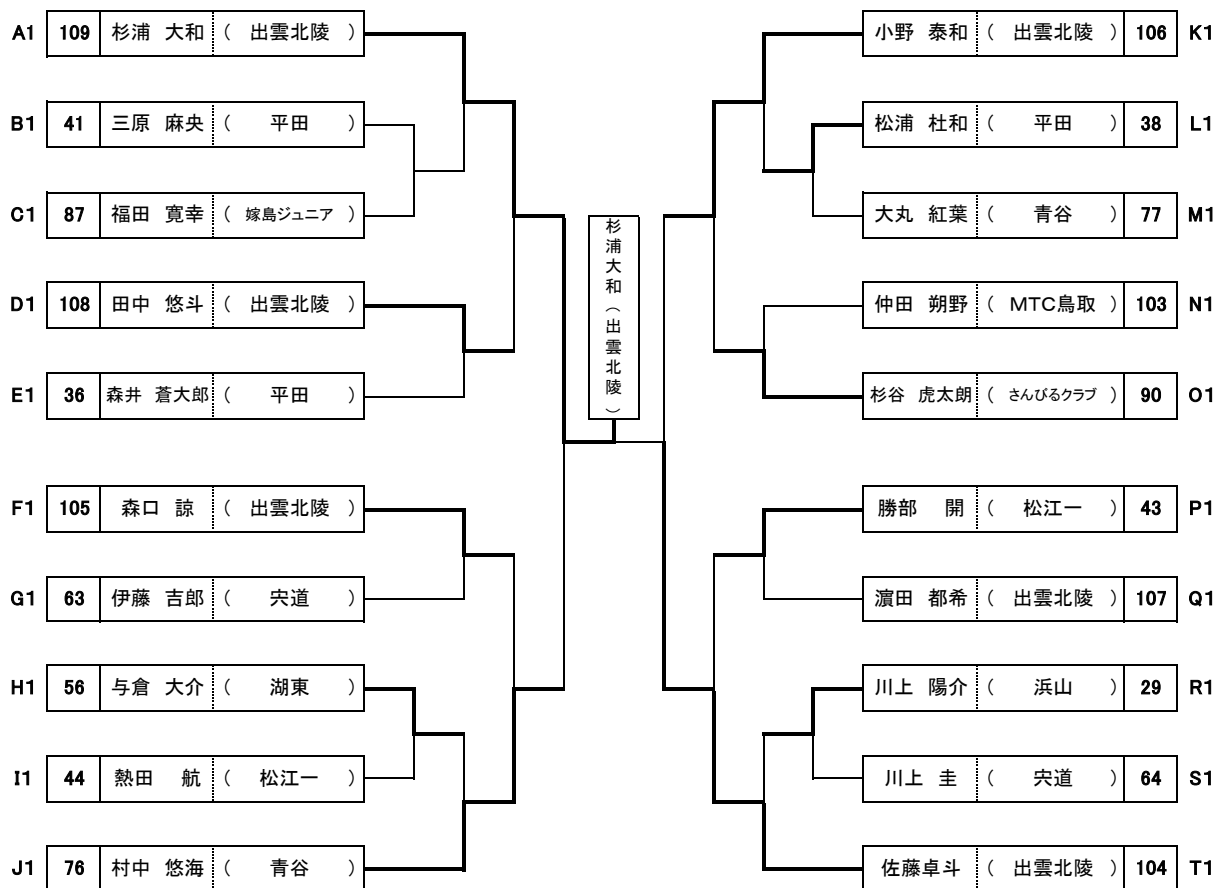 A1 109 杉浦 大和 ( 出雲北陵 )
B1 41 三原 麻央 ( 平田 )
C1 87 福田 寛幸 ( 嫁島ジュニア )
D1 108 田中 悠斗 ( 出雲北陵 )
E1 36 森井 蒼大郎 ( 平田 )
F1 105 森口 諒 ( 出雲北陵 )
G1 63 伊藤 吉郎 ( 宍道 )
H1 56 与倉 大介 ( 湖東 )
I1 44 熱田 航 ( 松江一 )
J1 76 村中 悠海 ( 青谷 )
杉浦大和(出雲北陵)
小野 泰和 ( 出雲北陵 ) 106 K1
松浦 杜和 ( 平田 ) 38 L1
大丸 紅葉 ( 青谷 ) 77 M1
仲田 朔野 ( MTC鳥取 ) 103 N1
杉谷 虎太朗 ( さんびるクラブ ) 90 O1
勝部 開 ( 松江一 ) 43 P1
濵田 都希 ( 出雲北陵 ) 107 Q1
川上 陽介 ( 浜山 ) 29 R1
川上 圭 ( 宍道 ) 64 S1
佐藤卓斗 ( 出雲北陵 ) 104 T1